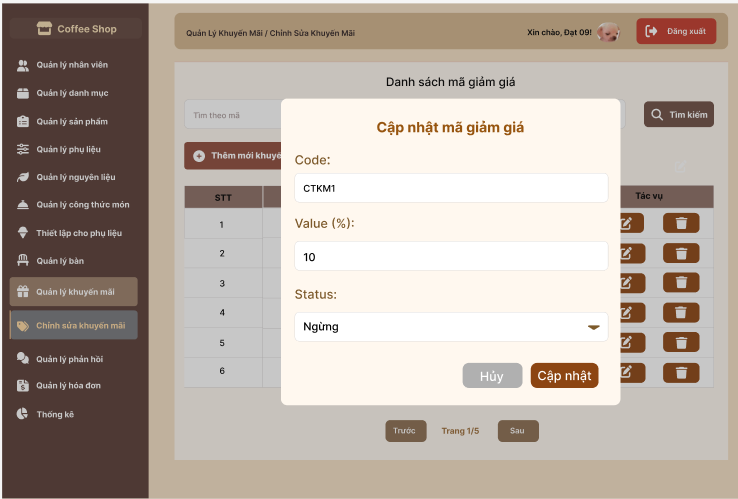 Coffee Shop
Quản lý nhân viên
Quản lý danh mục
Quản lý sản phẩm
Quản lý phụ liệu
Quản lý nguyên liệu
Quản lý công thức món
Thiết lập cho phụ liệu
Quản lý bàn
Quản lý khuyến mãi
Chỉnh sửa khuyến mãi
Quản lý phản hồi
Quản lý hóa đơn
Thống kê
Quản Lý Khuyến Mãi / Chỉnh Sửa Khuyến Mãi
Xin chào, Đạt 09!
Đăng xuất
Danh sách mã giảm giá
Tìm theo mã
Tìm kiếm
Thêm mới khuyế
STT
Tác vụ
1
2
3
4
5
6
Cập nhật mã giảm giá
Code:
CTKM1
Value (%):
10
Status:
Ngừng
Hủy
Cập nhật
Trước
Trang 1/5
Sau